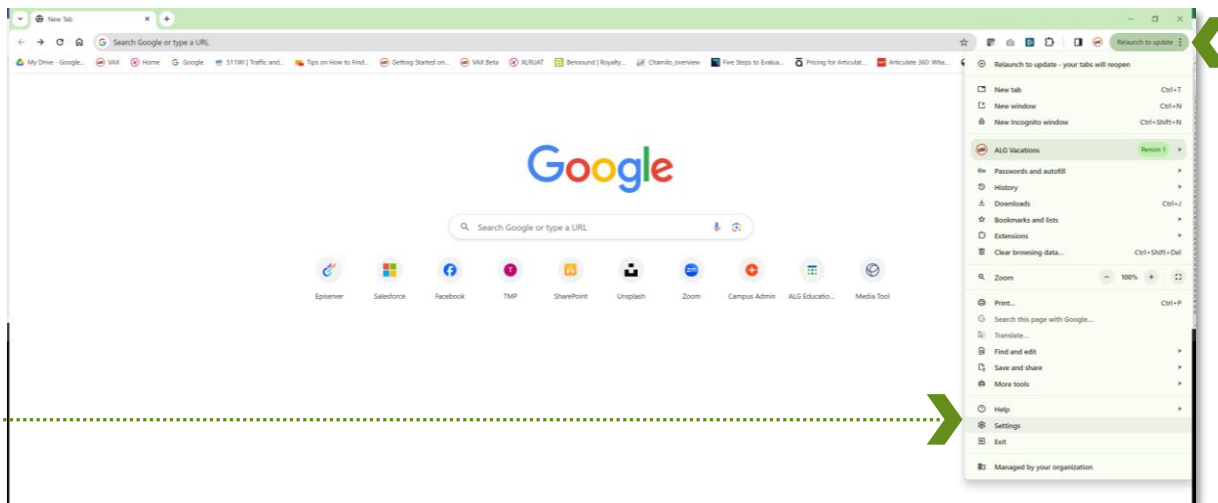 New Tab
Search Google or type a URL
Relaunch to update
My Drive - Google...
VAX
Home
Google
511WI | Traffic and...
Tips on How to Find...
Getting Started on...
VAX Beta
XLRUAT
Bensound | Royalty...
Chamilo_overview
Five Steps to Evalua...
Pricing for Articulat...
Articulate 360: Wha...
Relaunch to update - your tabs will reopen
New tab Ctrl+T
New window Ctrl+N
New Incognito window Ctrl+Shift+N
ALG Vacations Person 1
Passwords and autofill
History
Downloads Ctrl+J
Bookmarks and lists
Extensions
Clear browsing data... Ctrl+Shift+Del
Zoom - 100% +
Print... Ctrl+P
Search this page with Google...
Translate...
Find and edit
Save and share
More tools
Help
Settings
Exit
Managed by your organization
Google
Search Google or type a URL
Episerver
Salesforce
Facebook
T
TMP
SharePoint
Unsplash
zm
Zoom
Campus Admin
ALG Educatio...
Media Tool